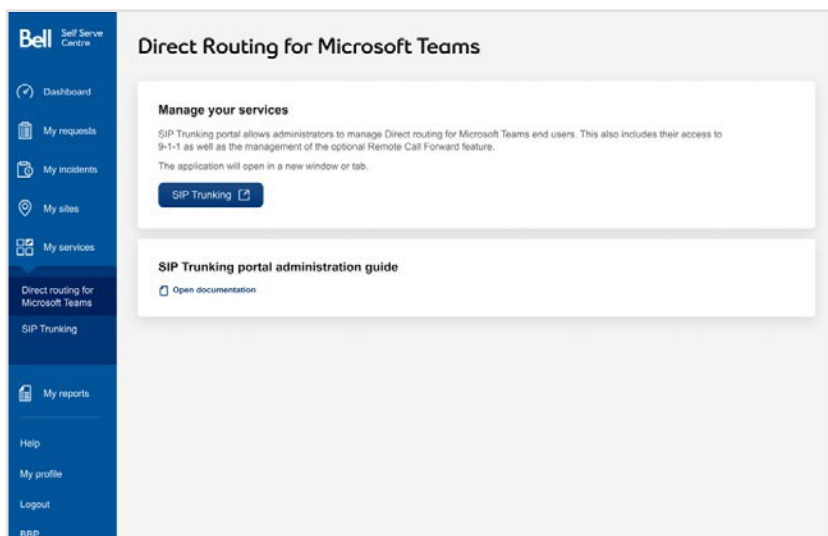 Bell Self Serve
Centre
Dashboard
My requests
My incidents
My sites
My services
Direct routing for
Microsoft Teams
SIP Trunking
My reports
Help
My profile
Logout
BBP
Direct Routing for Microsoft Teams
Manage your services
SIP Trunking portal allows administrators to manage Direct routing for Microsoft Teams end users. This also includes their access to
9-1-1 as well as the management of the optional Remote Call Forward feature.
The application will open in a new window or tab.
SIP Trunking
SIP Trunking portal administration guide
Open documentation